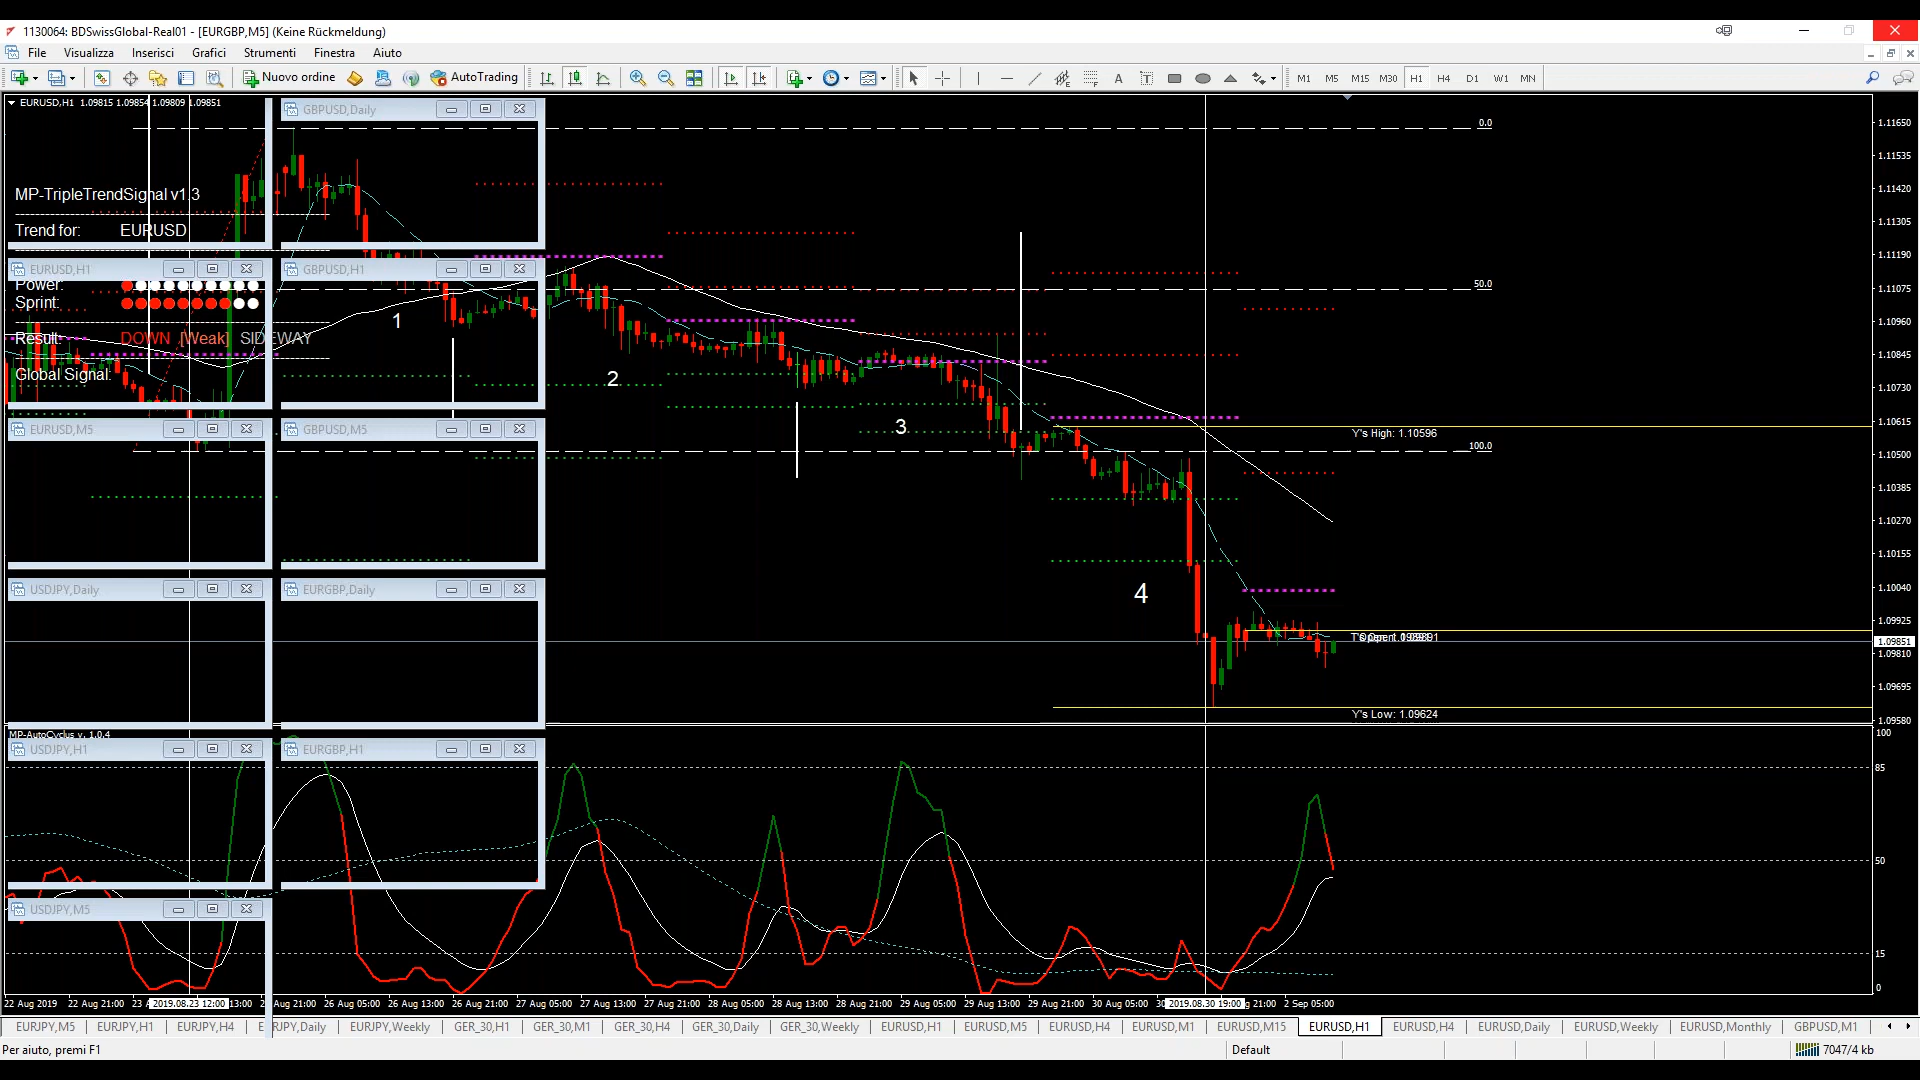 1130064: BDSwissGlobal-Real01 - [EURGBP,M5] (Keine Rückmeldung)
File Visualizza Inserisci Grafici Strumenti Finestra Aiuto
Nuovo ordine AutoTrading A T M1 M5 M15 M30 H1 H4 D1 W1 MN
EURUSD,H1 1.09815 1.09854 1.09809 1.09851
GBPUSD,Daily
0.0
1.11650
1.11535
MP-TripleTrendSignal v1.3
1.11420
Trend for: EURUSD
1.11305
1.11190
EURUSD,H1
GBPUSD,H1
Power:
50.0
1.11075
Sprint:
1
1.10960
Result: DOWN [Weak] SIDEWAY
1.10845
Global Signal:
2
1.10730
3
1.10615
EURUSD,M5
GBPUSD,M5
Y's High: 1.10596
100.0
1.10500
1.10385
1.10270
1.10155
USDJPY,Daily
EURGBP,Daily
4
1.10040
1.09925
1.09851
1.09810
1.09695
Y's Low: 1.09624
1.09580
MP-AutoCyclus v. 1.0.4
100
USDJPY,H1
EURGBP,H1
85
50
USDJPY,M5
15
0
22 Aug 2019 22 Aug 21:00 23 A 2019.08.23 12:00 13:00 2 Aug 21:00 26 Aug 05:00 26 Aug 13:00 26 Aug 21:00 27 Aug 05:00 27 Aug 13:00 27 Aug 21:00 28 Aug 05:00 28 Aug 13:00 28 Aug 21:00 29 Aug 05:00 29 Aug 13:00 29 Aug 21:00 30 Aug 05:00 30 2019.08.30 19:00 g 21:00 2 Sep 05:00
EURJPY,M5 EURJPY,H1 EURJPY,H4 E RJPY,Daily EURJPY,Weekly GER_30,H1 GER_30,M1 GER_30,H4 GER_30,Daily GER_30,Weekly EURUSD,H1 EURUSD,M5 EURUSD,H4 EURUSD,M1 EURUSD,M15 EURUSD,H1 EURUSD,H4 EURUSD,Daily EURUSD,Weekly EURUSD,Monthly GBPUSD,M1
Per aiuto, premi F1 Default 7047/4 kb